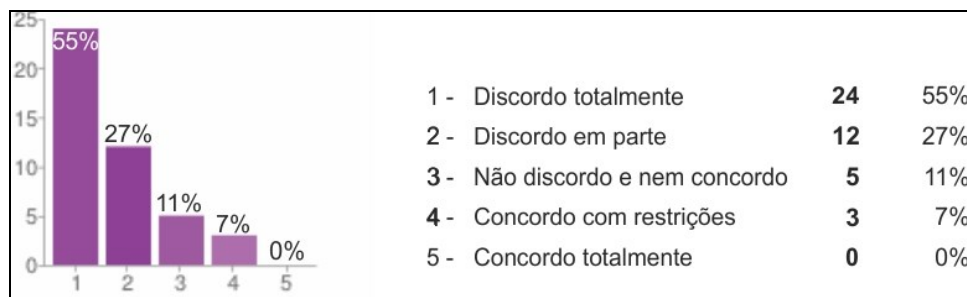 25
20
15
10
5
0
55%
27%
11%
7%
0%
1 2 3 4 5
1 - Discordo totalmente 24 55%
2 - Discordo em parte 12 27%
3 - Não discordo e nem concordo 5 11%
4 - Concordo com restrições 3 7%
5 - Concordo totalmente 0 0%